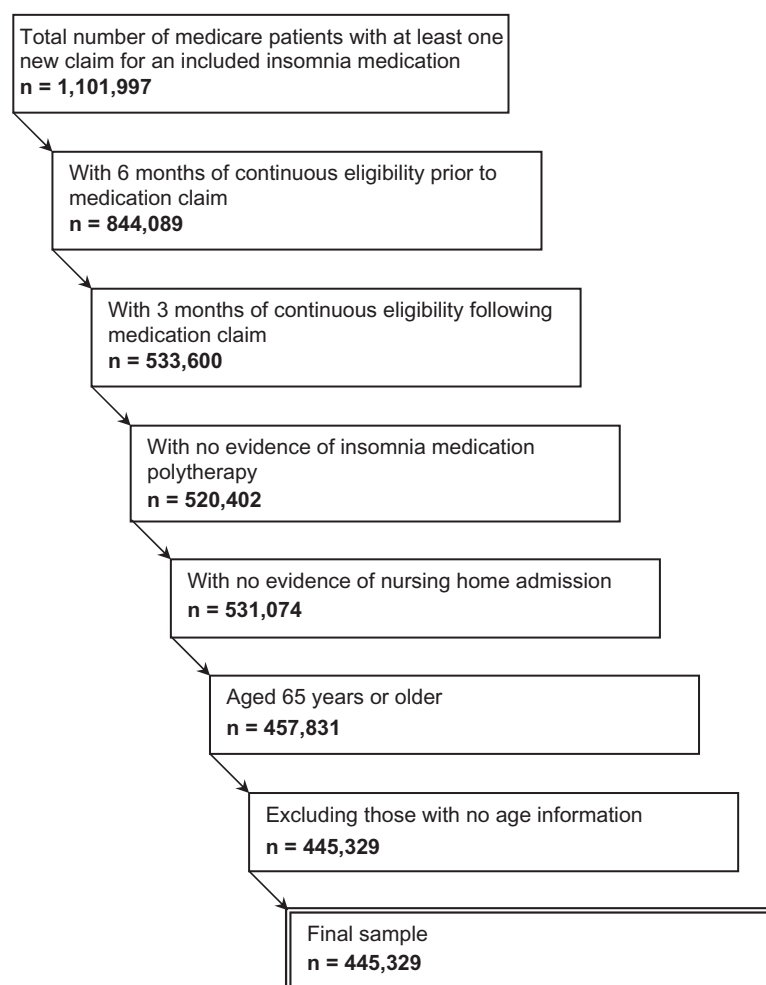 Total number of medicare patients with at least one
new claim for an included insomnia medication
n = 1,101,997
With 6 months of continuous eligibility prior to
medication claim
n = 844,089
With 3 months of continuous eligibility following
medication claim
n = 533,600
With no evidence of insomnia medication
polytherapy
n = 520,402
With no evidence of nursing home admission
n = 531,074
Aged 65 years or older
n = 457,831
Excluding those with no age information
n = 445,329
Final sample
n = 445,329